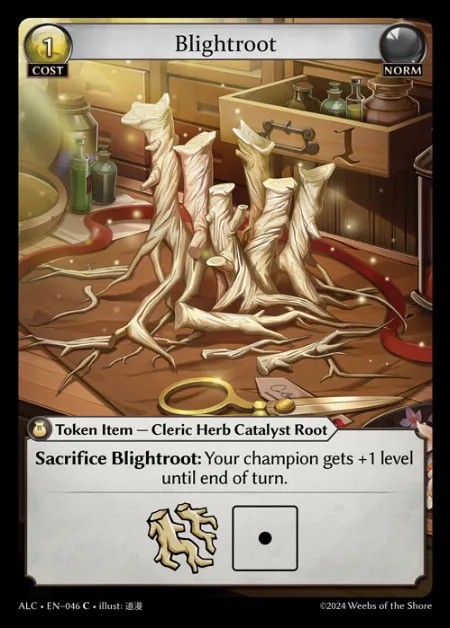 Blightroot
1
COST
NORM
1
Token Item — Cleric Herb Catalyst Root
Sacrifice Blightroot: Your champion gets +1 level
until end of turn.
ALC • EN-046 C • illust: 道漫
©2024 Weebs of the Shore